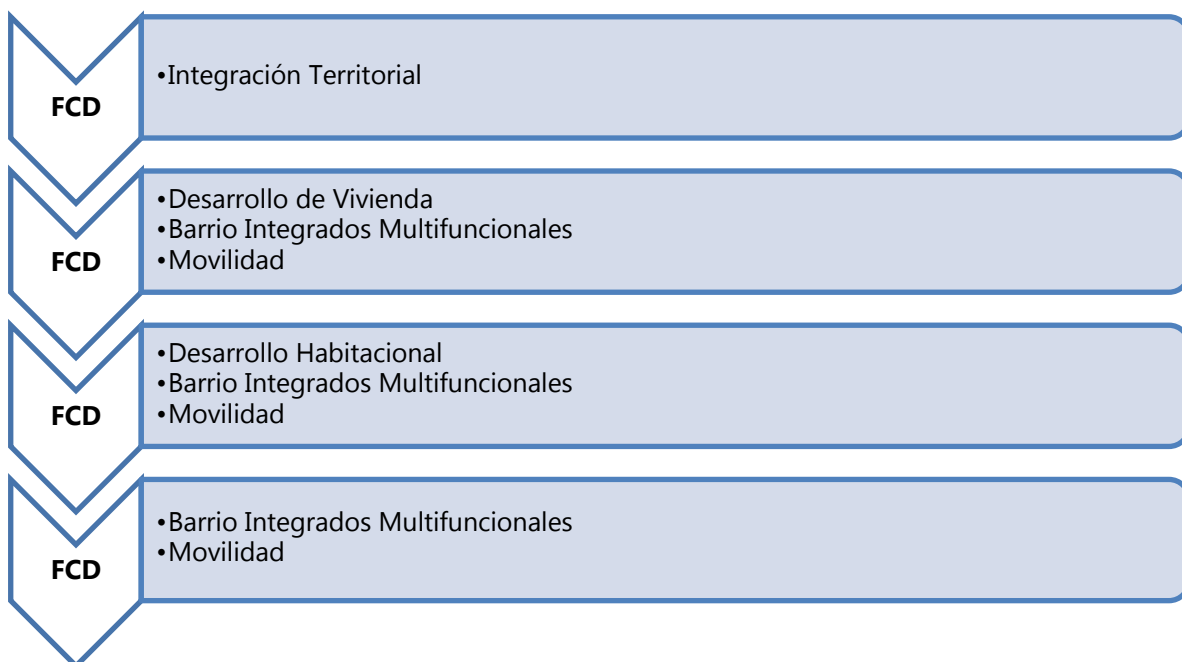 FCD
•Integración Territorial
FCD
•Desarrollo de Vivienda
•Barrio Integrados Multifuncionales
•Movilidad
FCD
•Desarrollo Habitacional
•Barrio Integrados Multifuncionales
•Movilidad
FCD
•Barrio Integrados Multifuncionales
•Movilidad